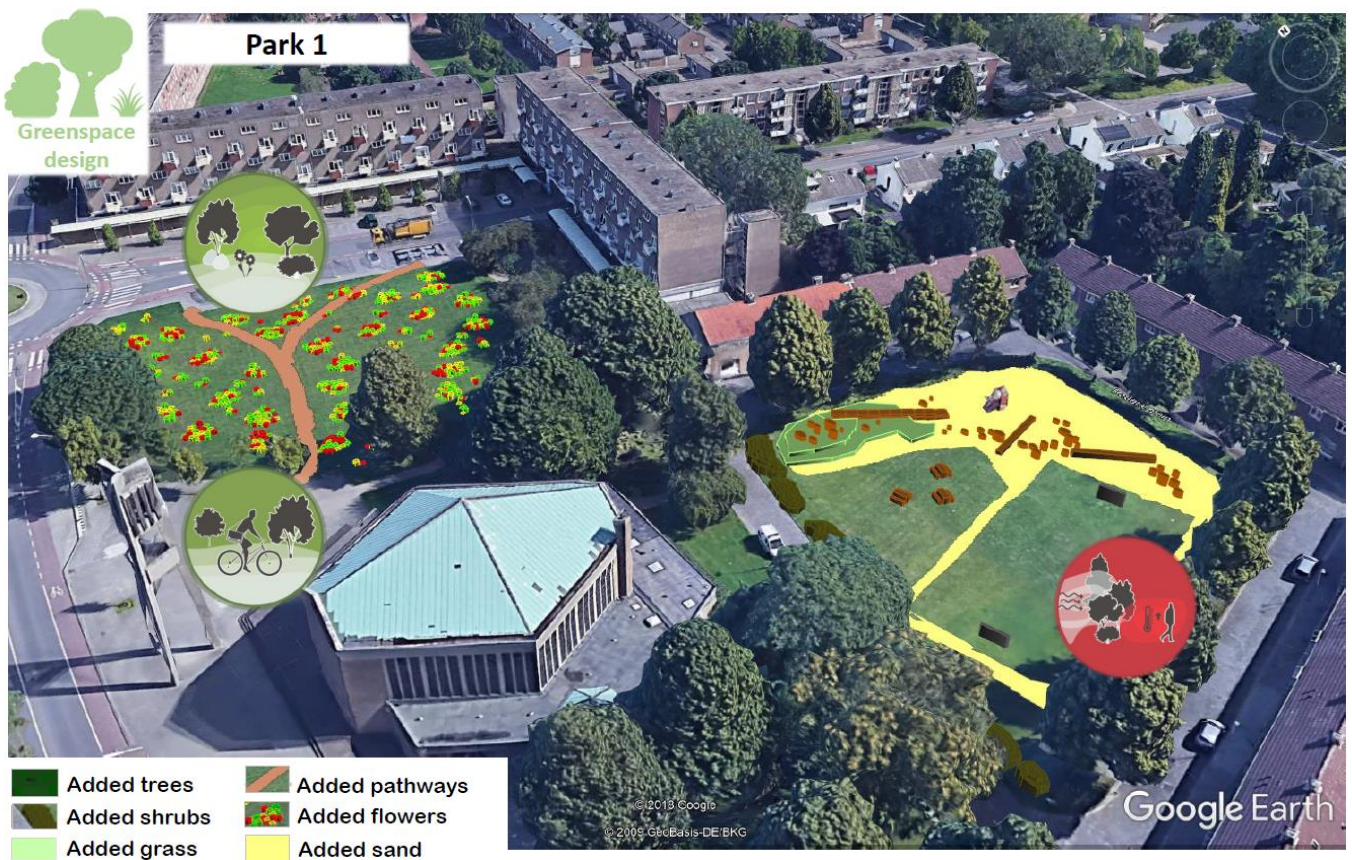 Park 1
Greenspace
design
Added trees
Added shrubs
Added grass
Added pathways
Added flowers
Added sand
© 2018 Google
© 2009 GeoBasis-DE/BKG
Google Earth